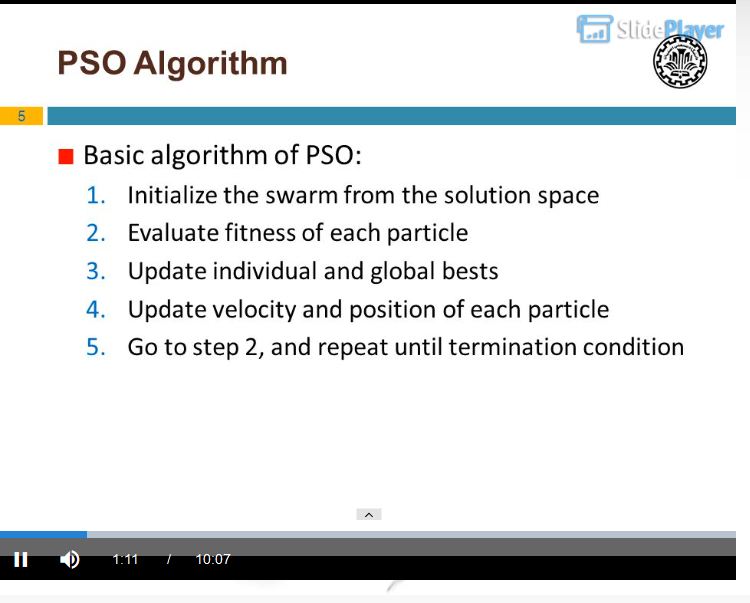 SlidePlayer
PSO Algorithm
5
Basic algorithm of PSO:
1. Initialize the swarm from the solution space
2. Evaluate fitness of each particle
3. Update individual and global bests
4. Update velocity and position of each particle
5. Go to step 2, and repeat until termination condition
1:11 / 10:07